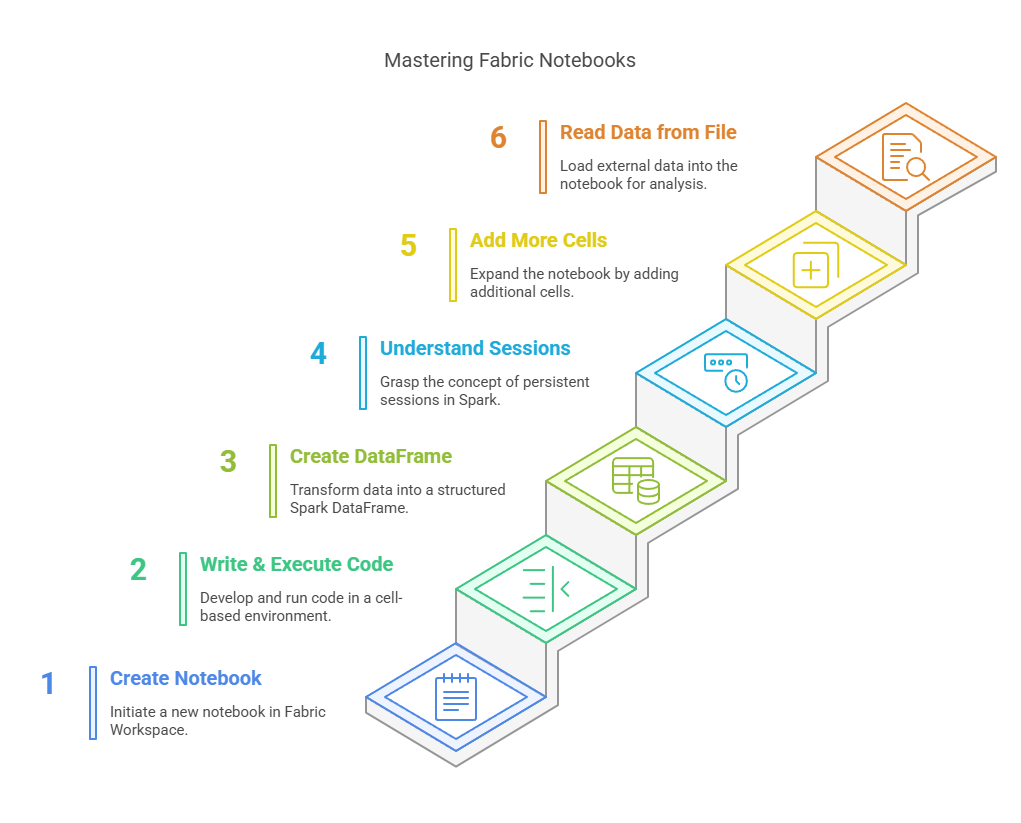 Mastering Fabric Notebooks
6
Read Data from File
Load external data into the
notebook for analysis.
5
Add More Cells
Expand the notebook by adding
additional cells.
4
Understand Sessions
Grasp the concept of persistent
sessions in Spark.
3
Create DataFrame
Transform data into a structured
Spark DataFrame.
2
Write & Execute Code
Develop and run code in a cell-
based environment.
1
Create Notebook
Initiate a new notebook in Fabric
Workspace.